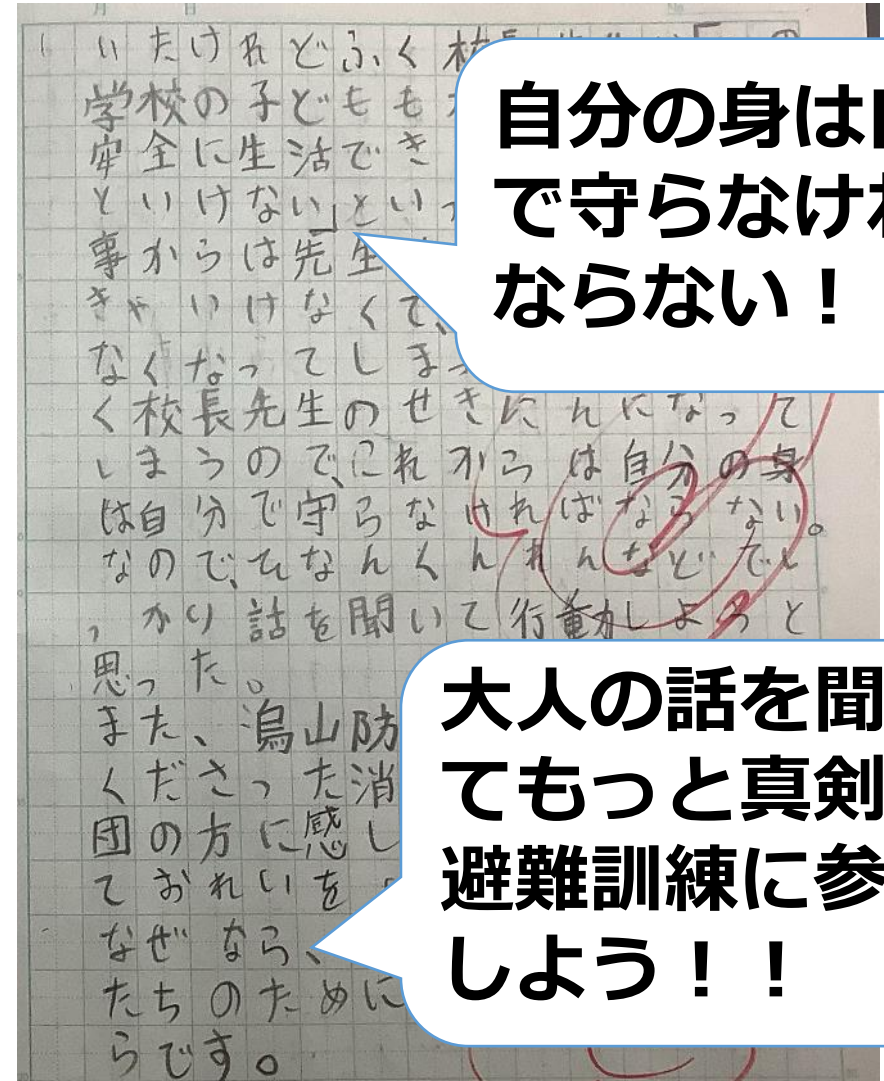 いたけれどふく校
学校の子ども
安全に生活でき
といけない」といっ
事からは先生
きゃいけなくて、
なくなってしまっ
く校長先生のせきにんになって
しまうので、これからは自分の身
は自分で守らなければならない。
なので、ひなんくんれんなどでし
っかり話を聞いて行動しようと
思った。
また、潟山防
くださった消
団の方に感し
ておれいを
なぜなら、
たちのために
らです。
自分の身は
で守らなけれ
ならない！
大人の話を聞
てもっと真剣
避難訓練に参
しよう！！